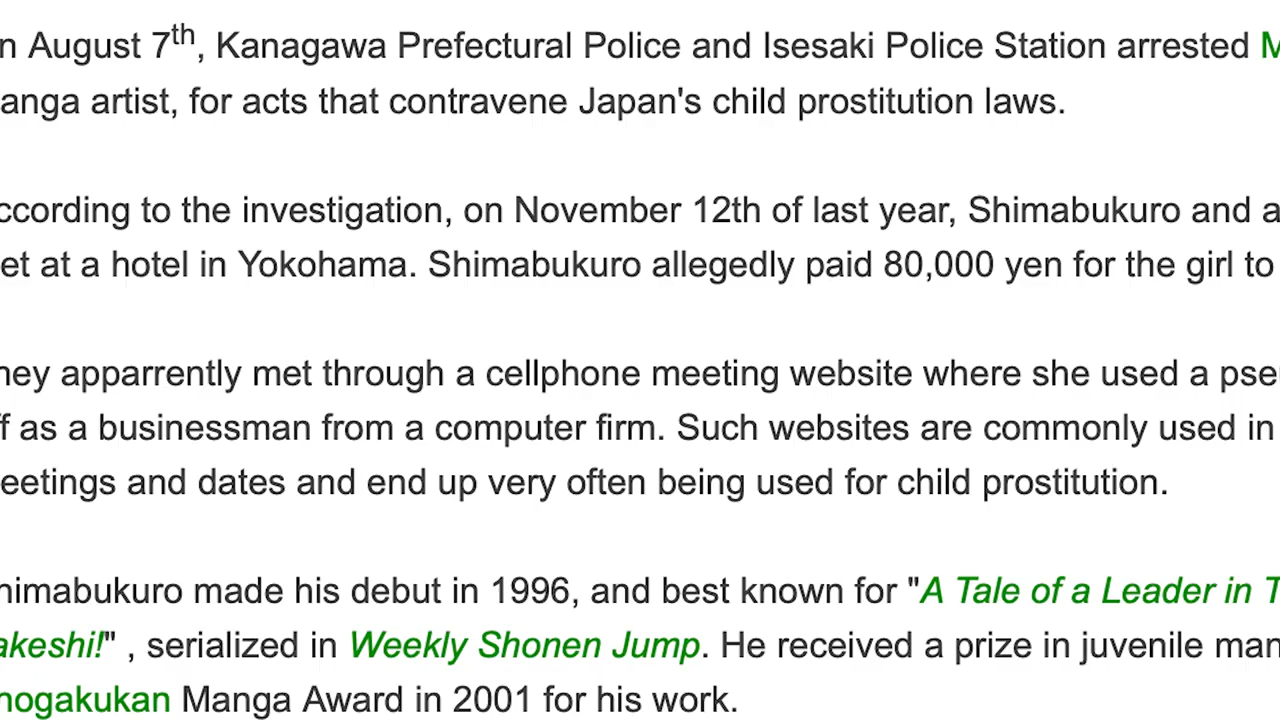 n August 7th, Kanagawa Prefectural Police and Isesaki Police Station arrested M
anga artist, for acts that contravene Japan's child prostitution laws.
ccording to the investigation, on November 12th of last year, Shimabukuro and a
et at a hotel in Yokohama. Shimabukuro allegedly paid 80,000 yen for the girl to
hey apparrently met through a cellphone meeting website where she used a pseu
f as a businessman from a computer firm. Such websites are commonly used in
eetings and dates and end up very often being used for child prostitution.
himabukuro made his debut in 1996, and best known for "A Tale of a Leader in T
akeshi!" , serialized in Weekly Shonen Jump. He received a prize in juvenile man
hogakukan Manga Award in 2001 for his work.